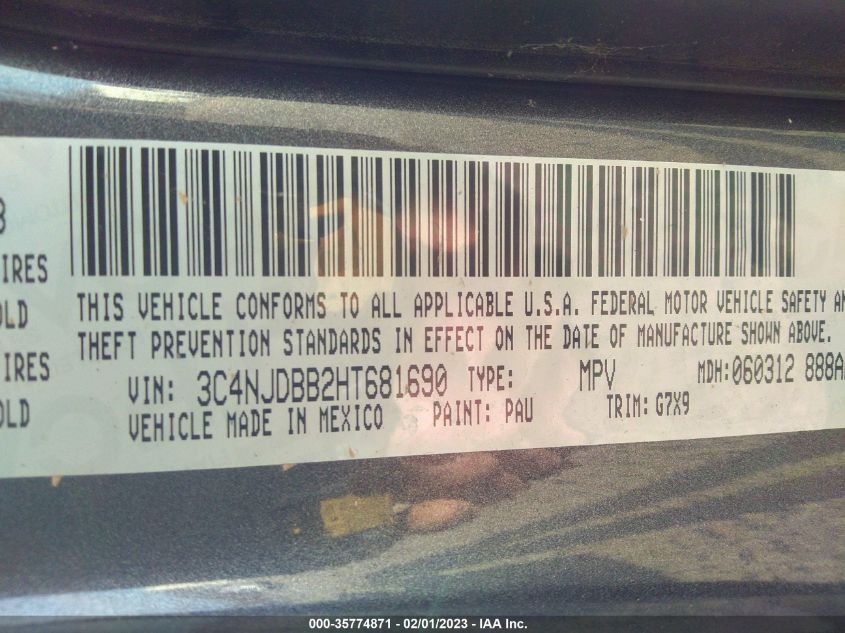 3
IRES
OLD
IRES
OLD
THIS VEHICLE CONFORMS TO ALL APPLICABLE U.S.A. FEDERAL MOTOR VEHICLE SAFETY AN
THEFT PREVENTION STANDARDS IN EFFECT ON THE DATE OF MANUFACTURE SHOWN ABOVE.
VIN: 3C4NJDBB2HT681690 TYPE: MPV MDH:060312 888A
VEHICLE MADE IN MEXICO PAINT: PAU TRIM: G7X9
000-35774871 - 02/01/2023 - IAA Inc.